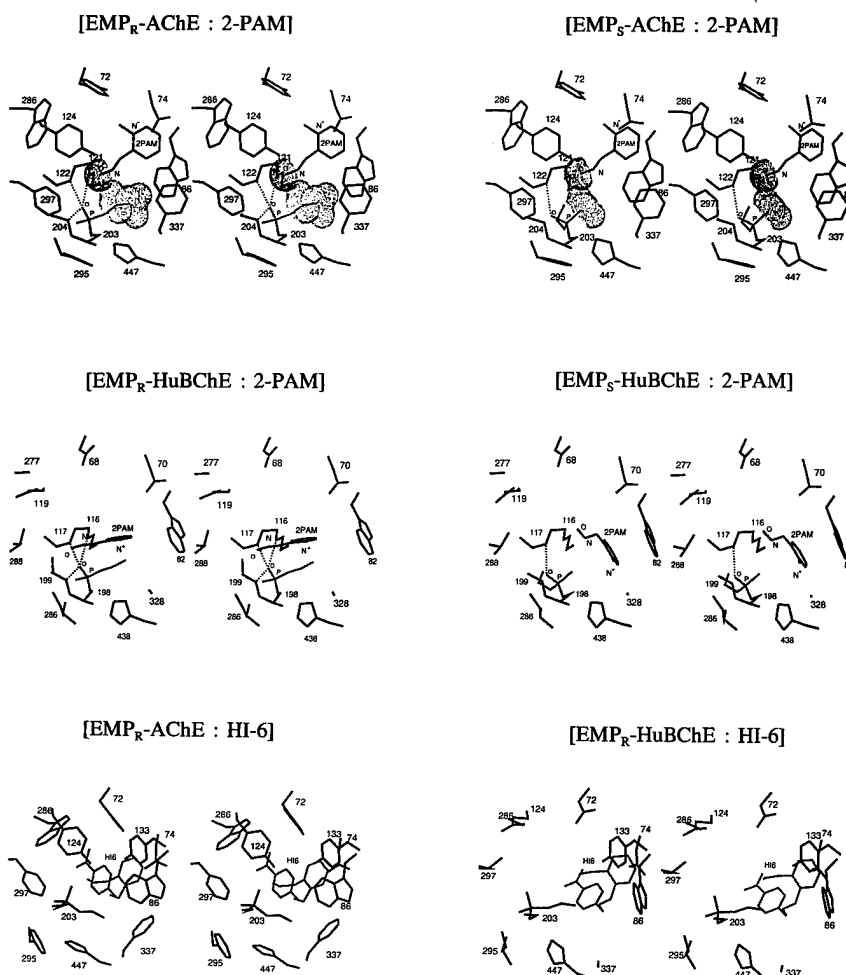 [EMPR-AChE : 2-PAM]
[EMPS-AChE : 2-PAM]
72 72
286 124 N+ 74 286 124 N+ 74
2PAM 2PAM
121 N 121 N
122 86 122 86
297 O 297 O
P P
204 203 337 204 203 337
295 447 295 447
72 72
286 124 N+ 74 286 124 N+ 74
2PAM 2PAM
121 N N
122 86 122 86
297 O 297 O
P P
204 203 337 204 203 337
295 447 295 447
[EMPR-HuBChE : 2-PAM]
[EMPS-HuBChE : 2-PAM]
68 68
277 70 277 70
119 119
117 116 2PAM 117 116 2PAM
O N N+ O N N+
288 O 82 288 O 82
P P
199 198 328 199 198 328
286 438 286 438
68 68
277 70 277 70
119 119
117 116 O 2PAM 117 116 O 2PAM
N N
288 N+ 82 288 N+ 82
O P O P
199 198 328 199 198 328
286 438 286 438
[EMPR-AChE : HI-6]
[EMPR-HuBChE : HI-6]
286 72 286 72
124 133 74 124 133 74
HI6 HI6
297 86 297 86
203 203
295 447 337 295 447 337
286 124 72 286 124 72
133 74 133 74
297 HI6 297 HI6
203 86 203 86
295 447 337 295 447 337